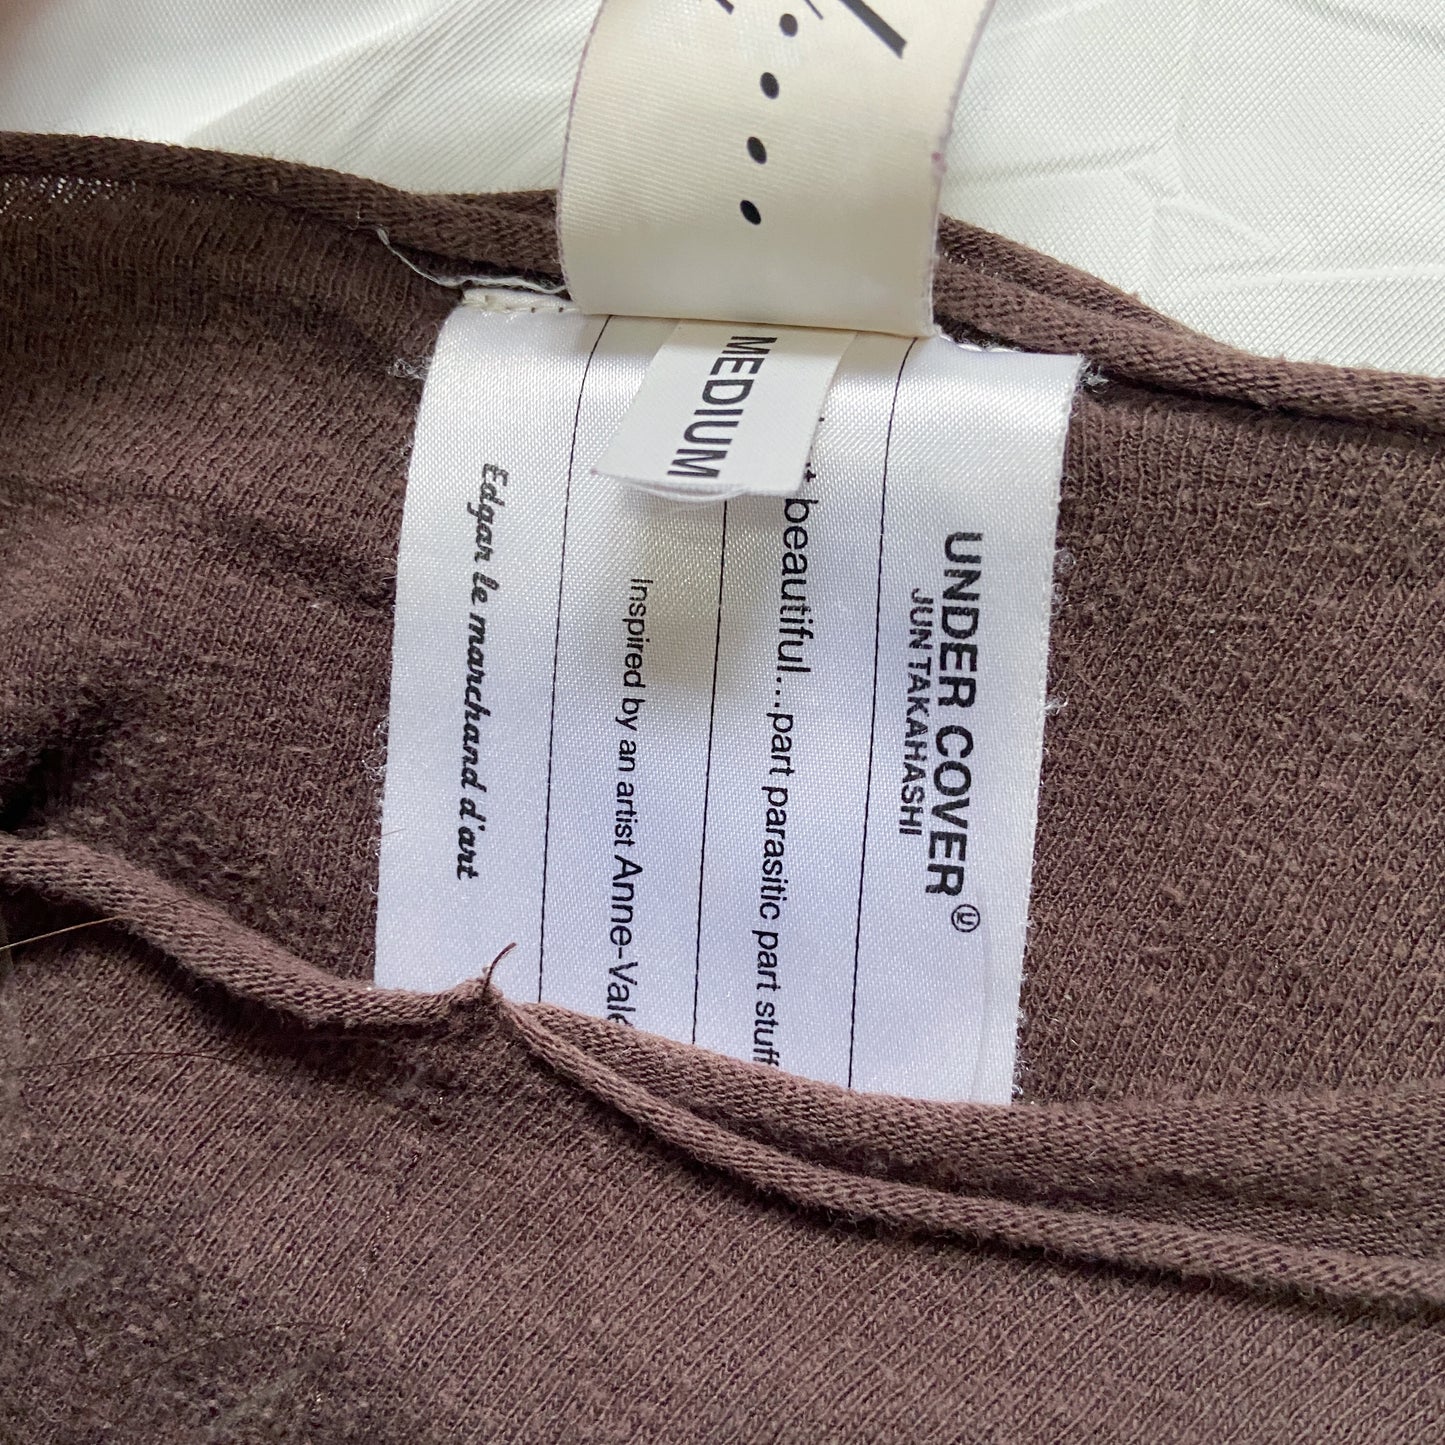 MEDIUM
UNDER COVER
JUN TAKAHASHI
beautiful...part parasitic part stuff
Inspired by an artist Anne-Vale
Edgar le marchand d'art